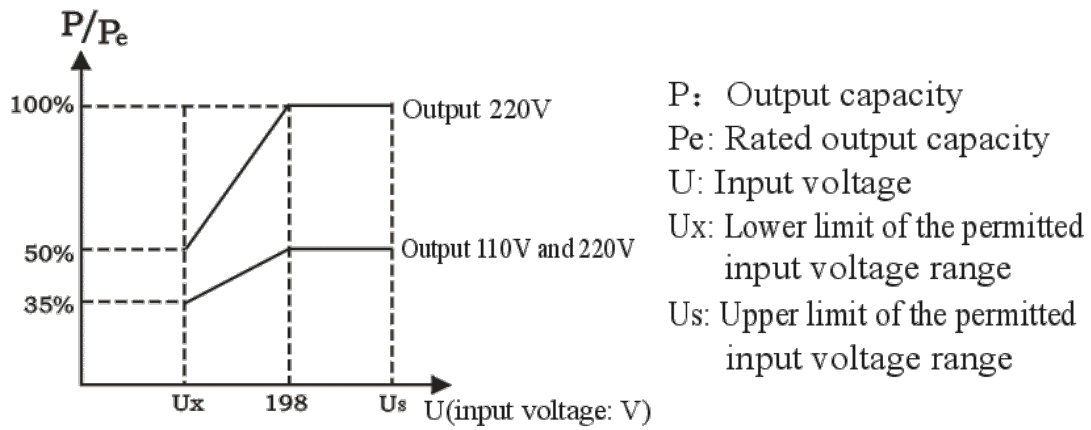 P/Pe
100%
Output 220V
50%
Output 110V and 220V
35%
Ux 198 Us U(input voltage: V)
P: Output capacity
Pe: Rated output capacity
U: Input voltage
Ux: Lower limit of the permitted
input voltage range
Us: Upper limit of the permitted
input voltage range